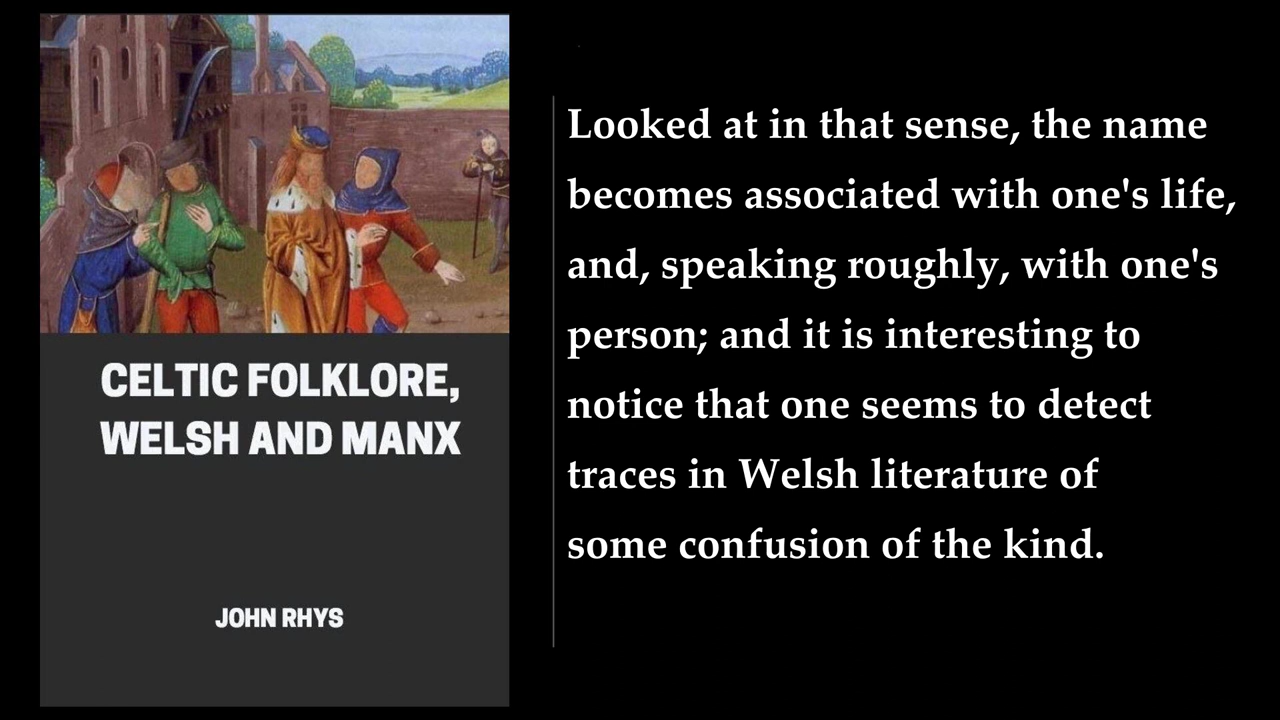 CELTIC FOLKLORE,
WELSH AND MANX
JOHN RHYS
Looked at in that sense, the name
becomes associated with one's life,
and, speaking roughly, with one's
person; and it is interesting to
notice that one seems to detect
traces in Welsh literature of
some confusion of the kind.